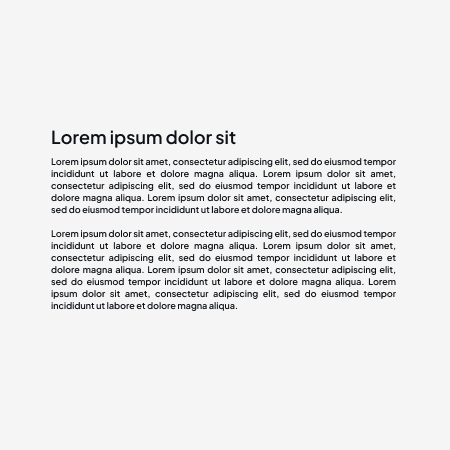 Lorem ipsum dolor sit
Lorem ipsum dolor sit amet, consectetur adipiscing elit, sed do eiusmod tempor
incididunt ut labore et dolore magna aliqua. Lorem ipsum dolor sit amet,
consectetur adipiscing elit, sed do eiusmod tempor incididunt ut labore et
dolore magna aliqua. Lorem ipsum dolor sit amet, consectetur adipiscing elit,
sed do eiusmod tempor incididunt ut labore et dolore magna aliqua.
Lorem ipsum dolor sit amet, consectetur adipiscing elit, sed do eiusmod tempor
incididunt ut labore et dolore magna aliqua. Lorem ipsum dolor sit amet,
consectetur adipiscing elit, sed do eiusmod tempor incididunt ut labore et
dolore magna aliqua. Lorem ipsum dolor sit amet, consectetur adipiscing elit,
sed do eiusmod tempor incididunt ut labore et dolore magna aliqua. Lorem
ipsum dolor sit amet, consectetur adipiscing elit, sed do eiusmod tempor
incididunt ut labore et dolore magna aliqua.